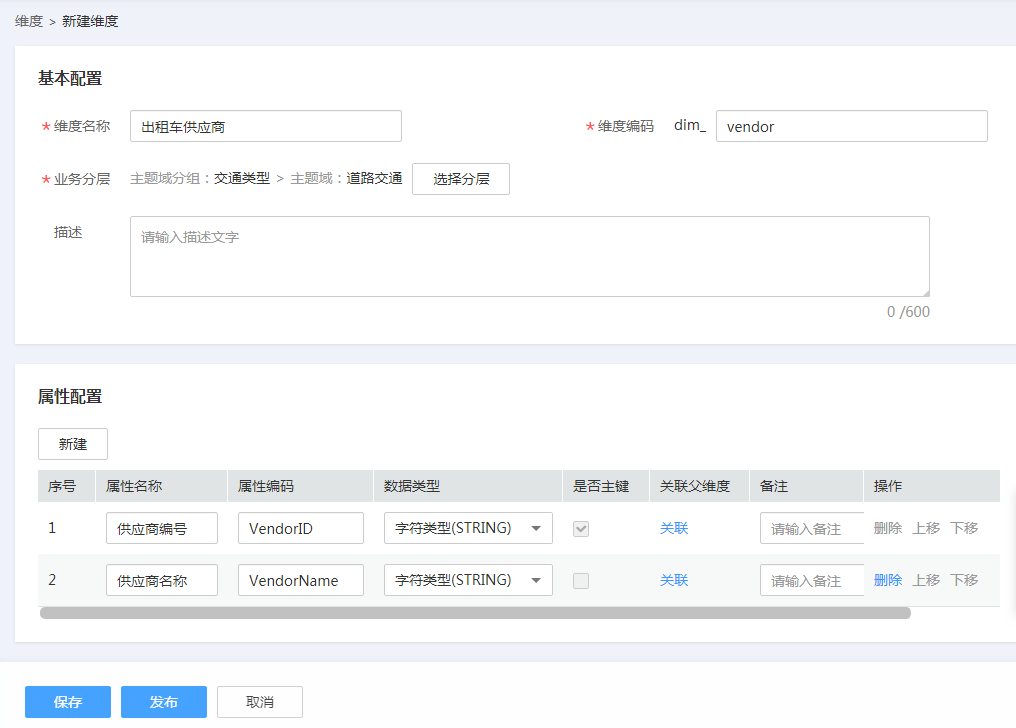 维度 > 新建维度
基本配置
* 维度名称 出租车供应商 * 维度编码 dim_ vendor
* 业务分层 主题域分组：交通类型 > 主题域：道路交通 选择分层
描述 请输入描述文字
0 /600
属性配置
新建
序号 属性名称 属性编码 数据类型 是否主键 关联父维度 备注 操作
1 供应商编号 VendorID 字符类型(STRING) 关联 请输入备注 删除 上移 下移
2 供应商名称 VendorName 字符类型(STRING) 关联 请输入备注 删除 上移 下移
保存 发布 取消